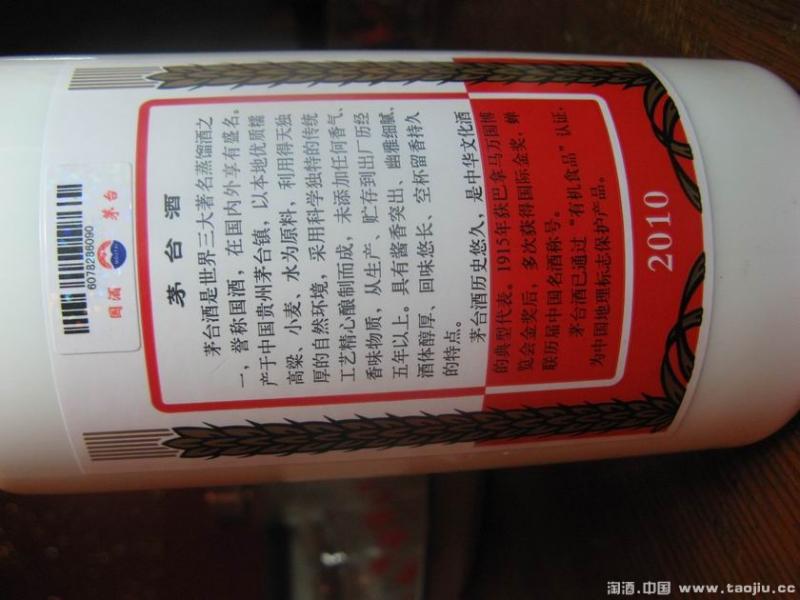 6078286090
国酒 茅台
茅台酒
茅台酒是世界三大著名蒸馏酒之
一，誉称国酒，在国内外享有盛名。
产于中国贵州茅台镇，以本地优质糯
高粱、小麦、水为原料，利用得天独
厚的自然环境，采用科学独特的传统
工艺精心酿制而成，未添加任何香气、
香味物质，从生产、贮存到出厂历经
五年以上。具有酱香突出、幽雅细腻、
酒体醇厚、回味悠长、空杯留香持久
的特点。
茅台酒历史悠久，是中华文化酒
的典型代表。1915年获巴拿马万国博
览会金奖后，多次获得国际金奖，蝉
联历届中国名酒称号。
茅台酒已通过“有机食品”认证，
为中国地理标志保护产品。
2010
淘酒.中国 www.taojiu.cc